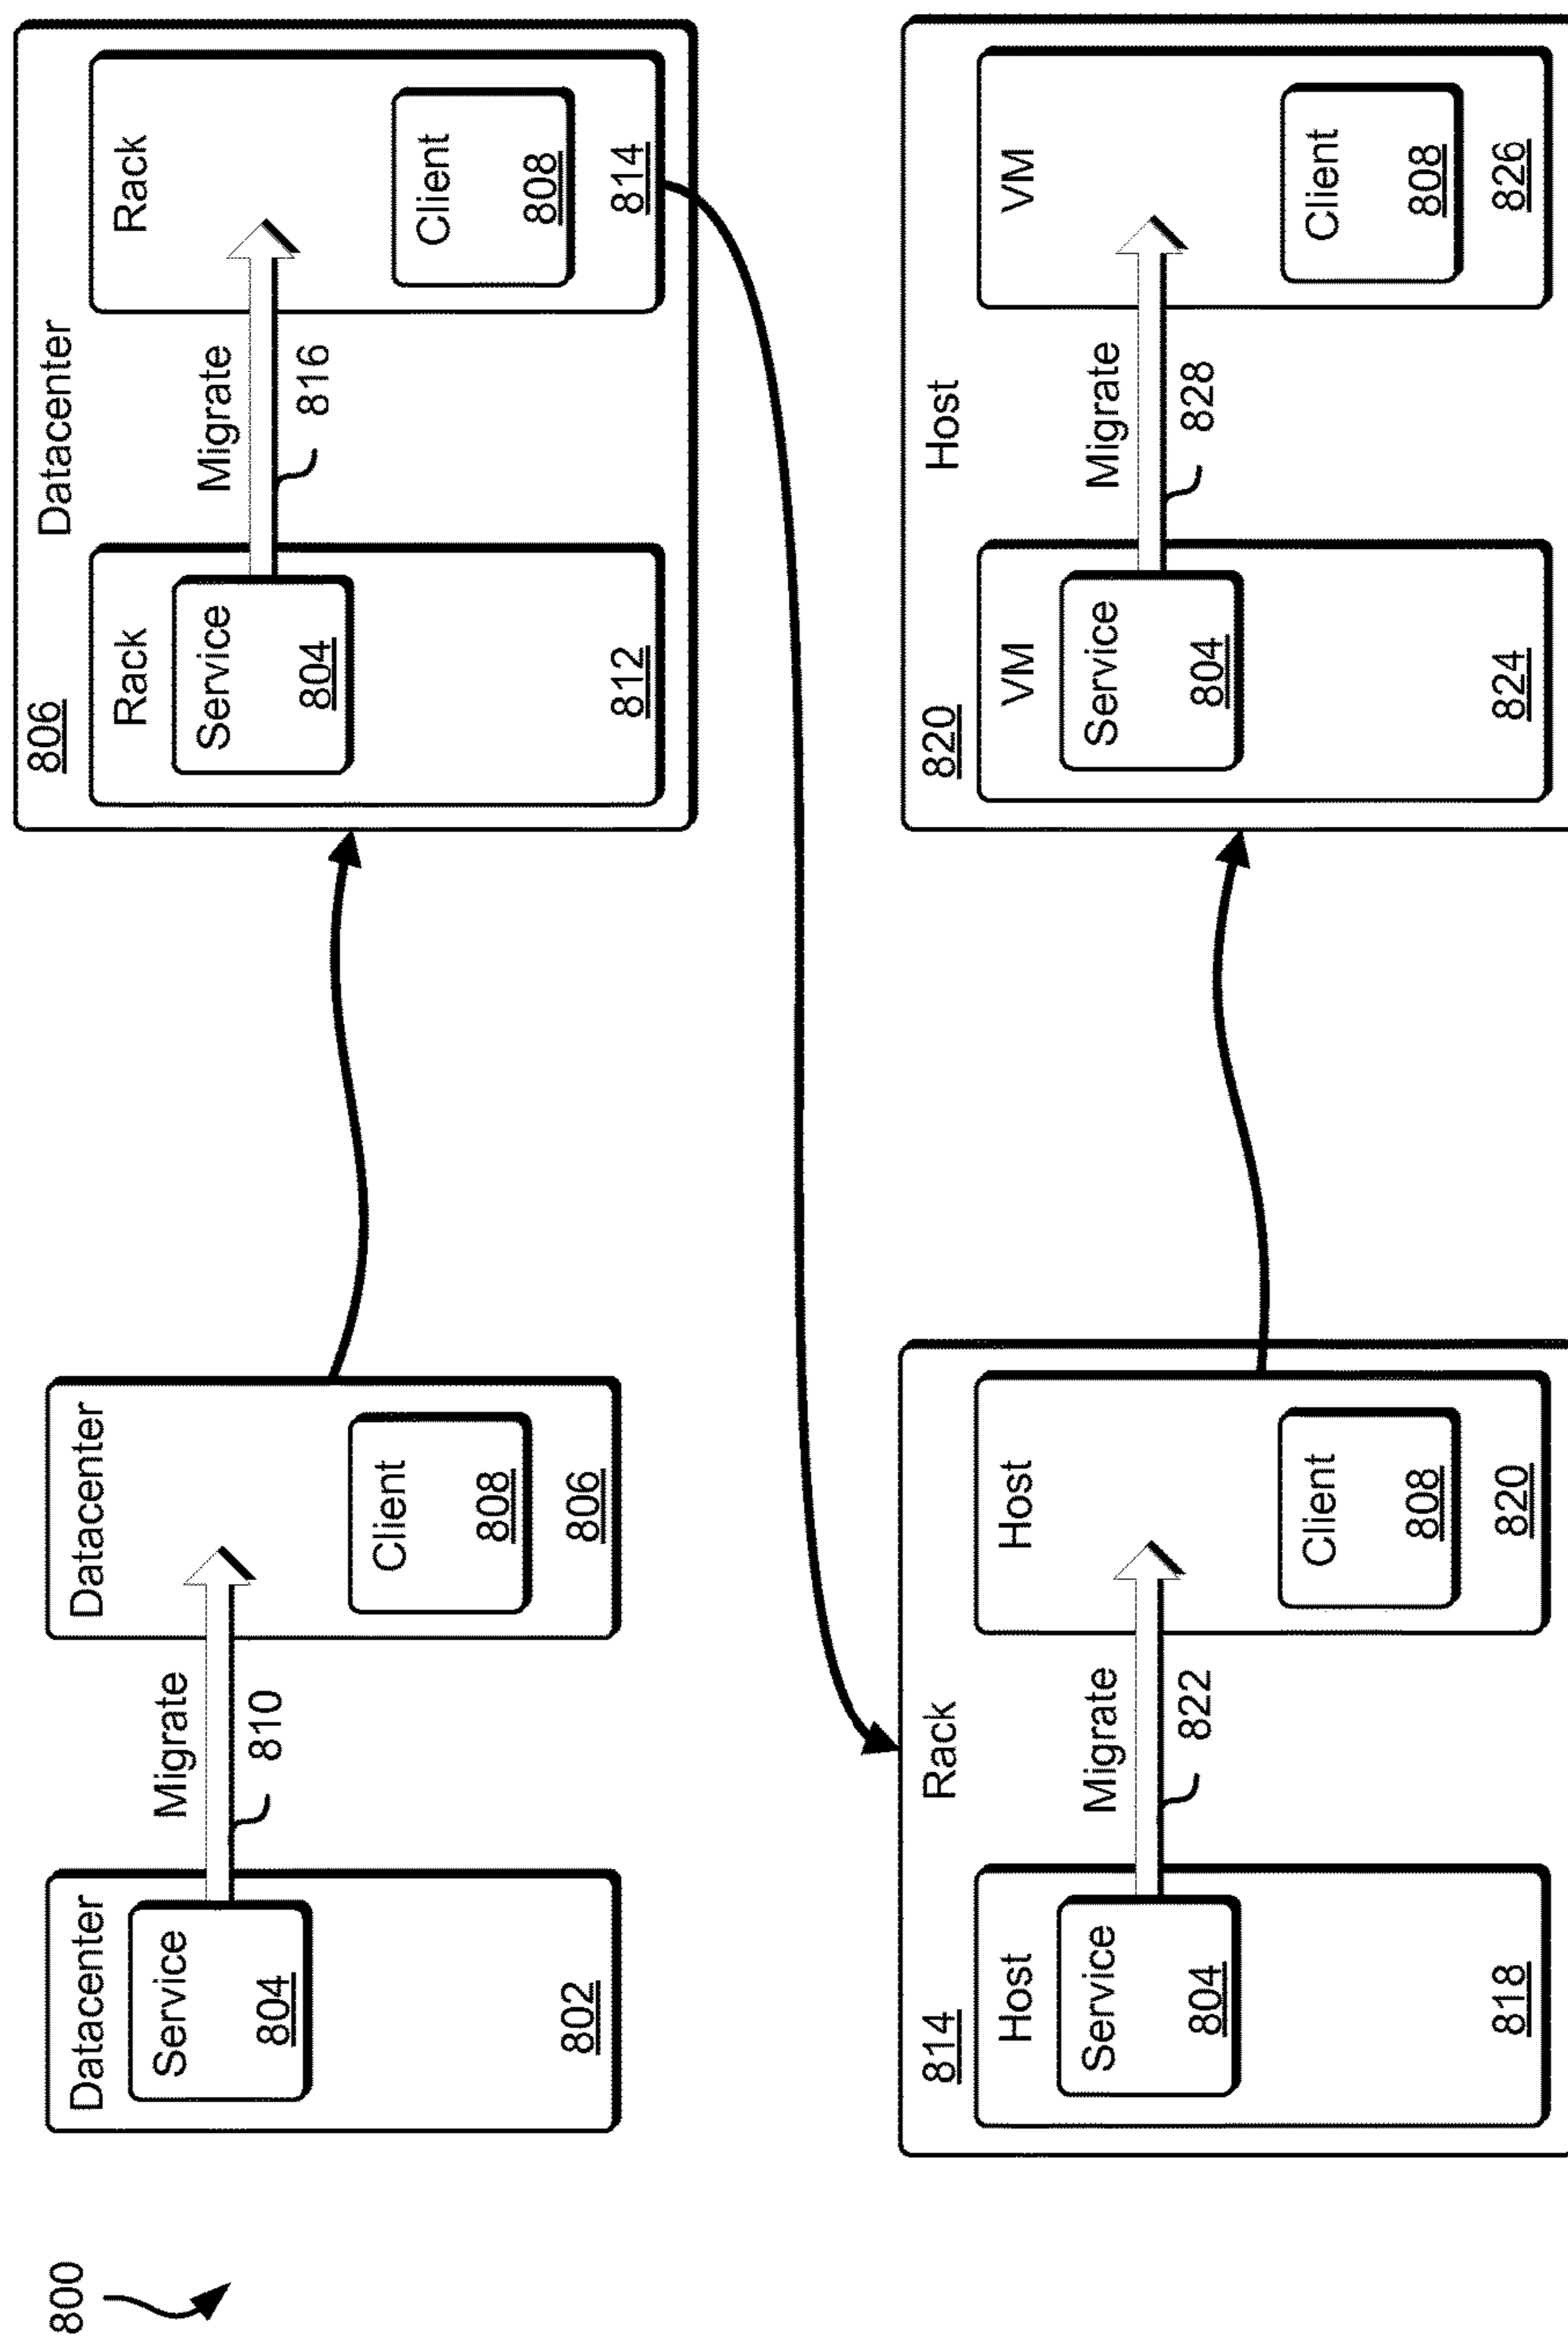 800
Datacenter
Service
804
802
Migrate
810
Datacenter
Client
808
806
806
Datacenter
Rack
Service
804
812
Migrate
816
Rack
Client
808
814
814
Rack
Host
Service
804
818
Migrate
822
Host
Client
808
820
820
Host
VM
Service
804
824
Migrate
828
VM
Client
808
826